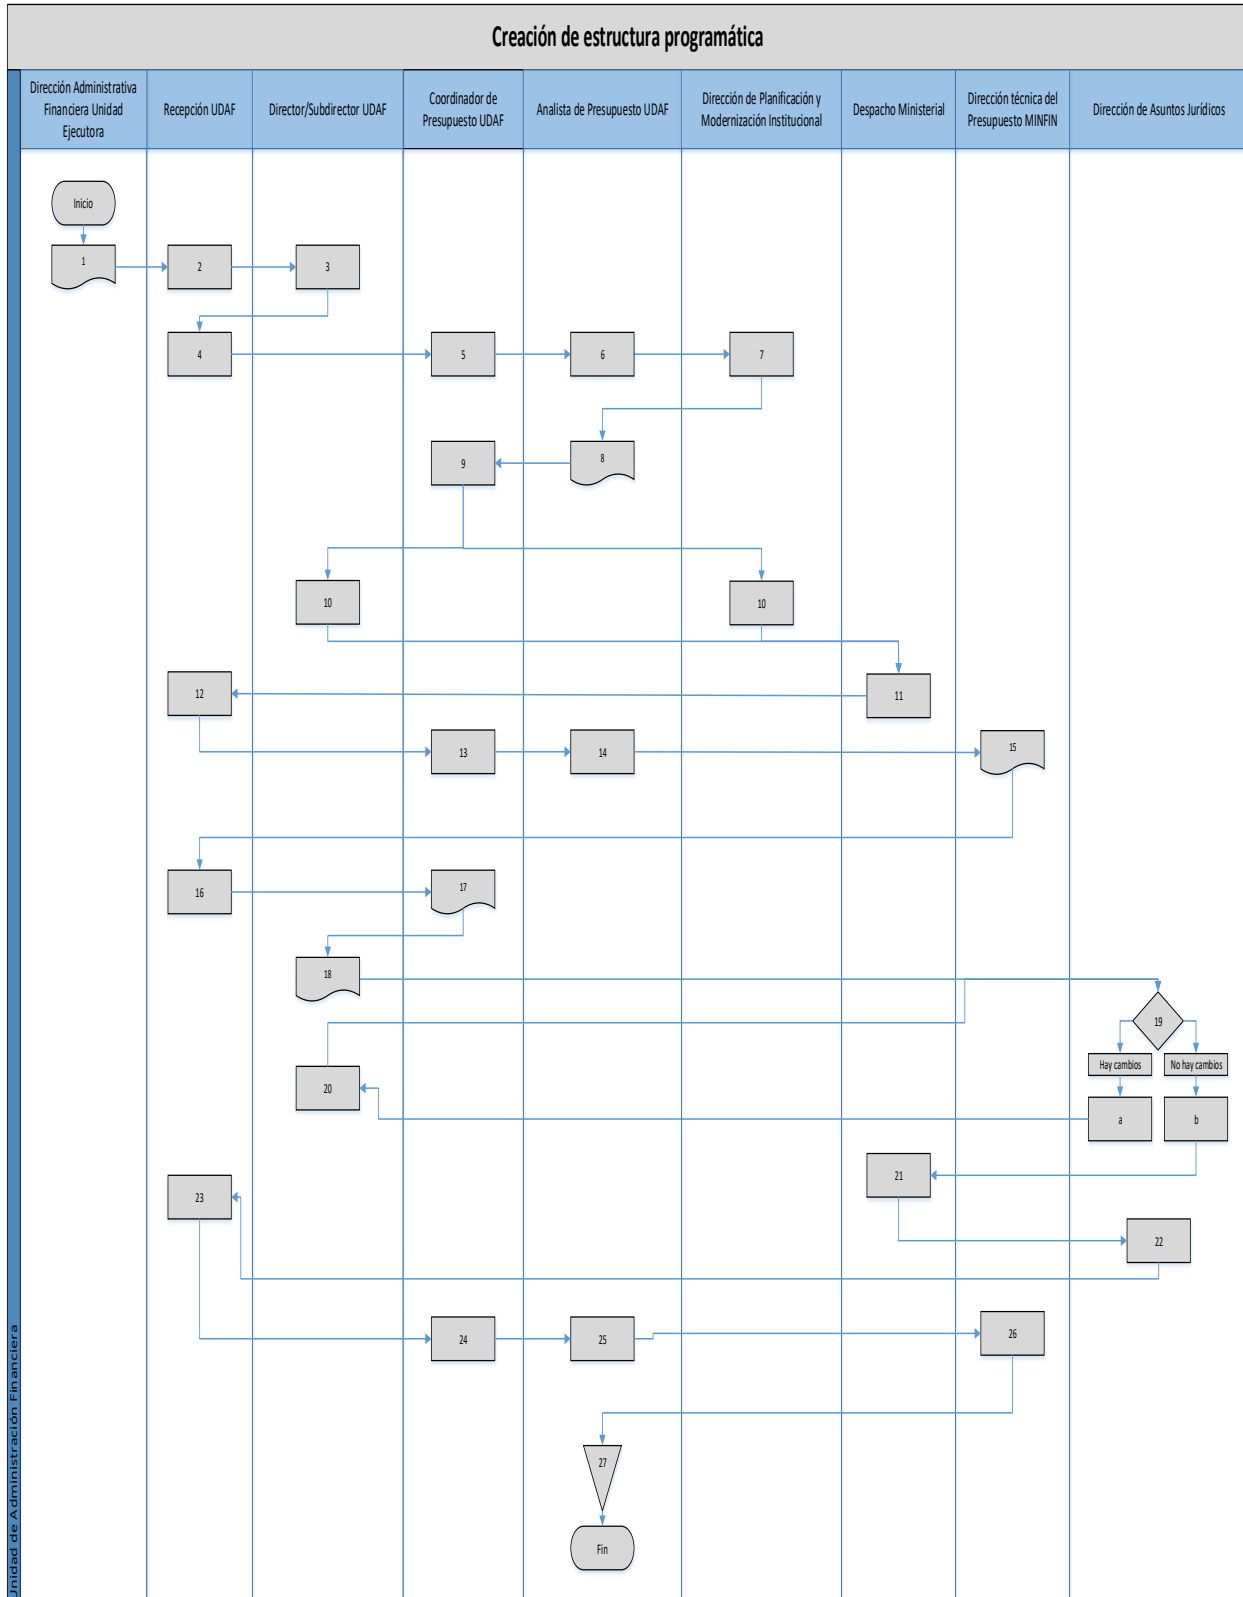 Creación de estructura programática
Dirección Administrativa
Financiera Unidad
Ejecutora
Recepción UDAF
Director/Subdirector UDAF
Coordinador de
Presupuesto UDAF
Analista de Presupuesto UDAF
Dirección de Planificación y
Modernización Institucional
Despacho Ministerial
Dirección técnica del
Presupuesto MINFIN
Dirección de Asuntos Jurídicos
Unidad de Administración Financiera
Inicio
1
2
3
4
5
6
7
9
8
10
10
12
11
13
14
15
16
17
18
19
Hay cambios
No hay cambios
20
a
b
21
23
22
24
25
26
27
Fin